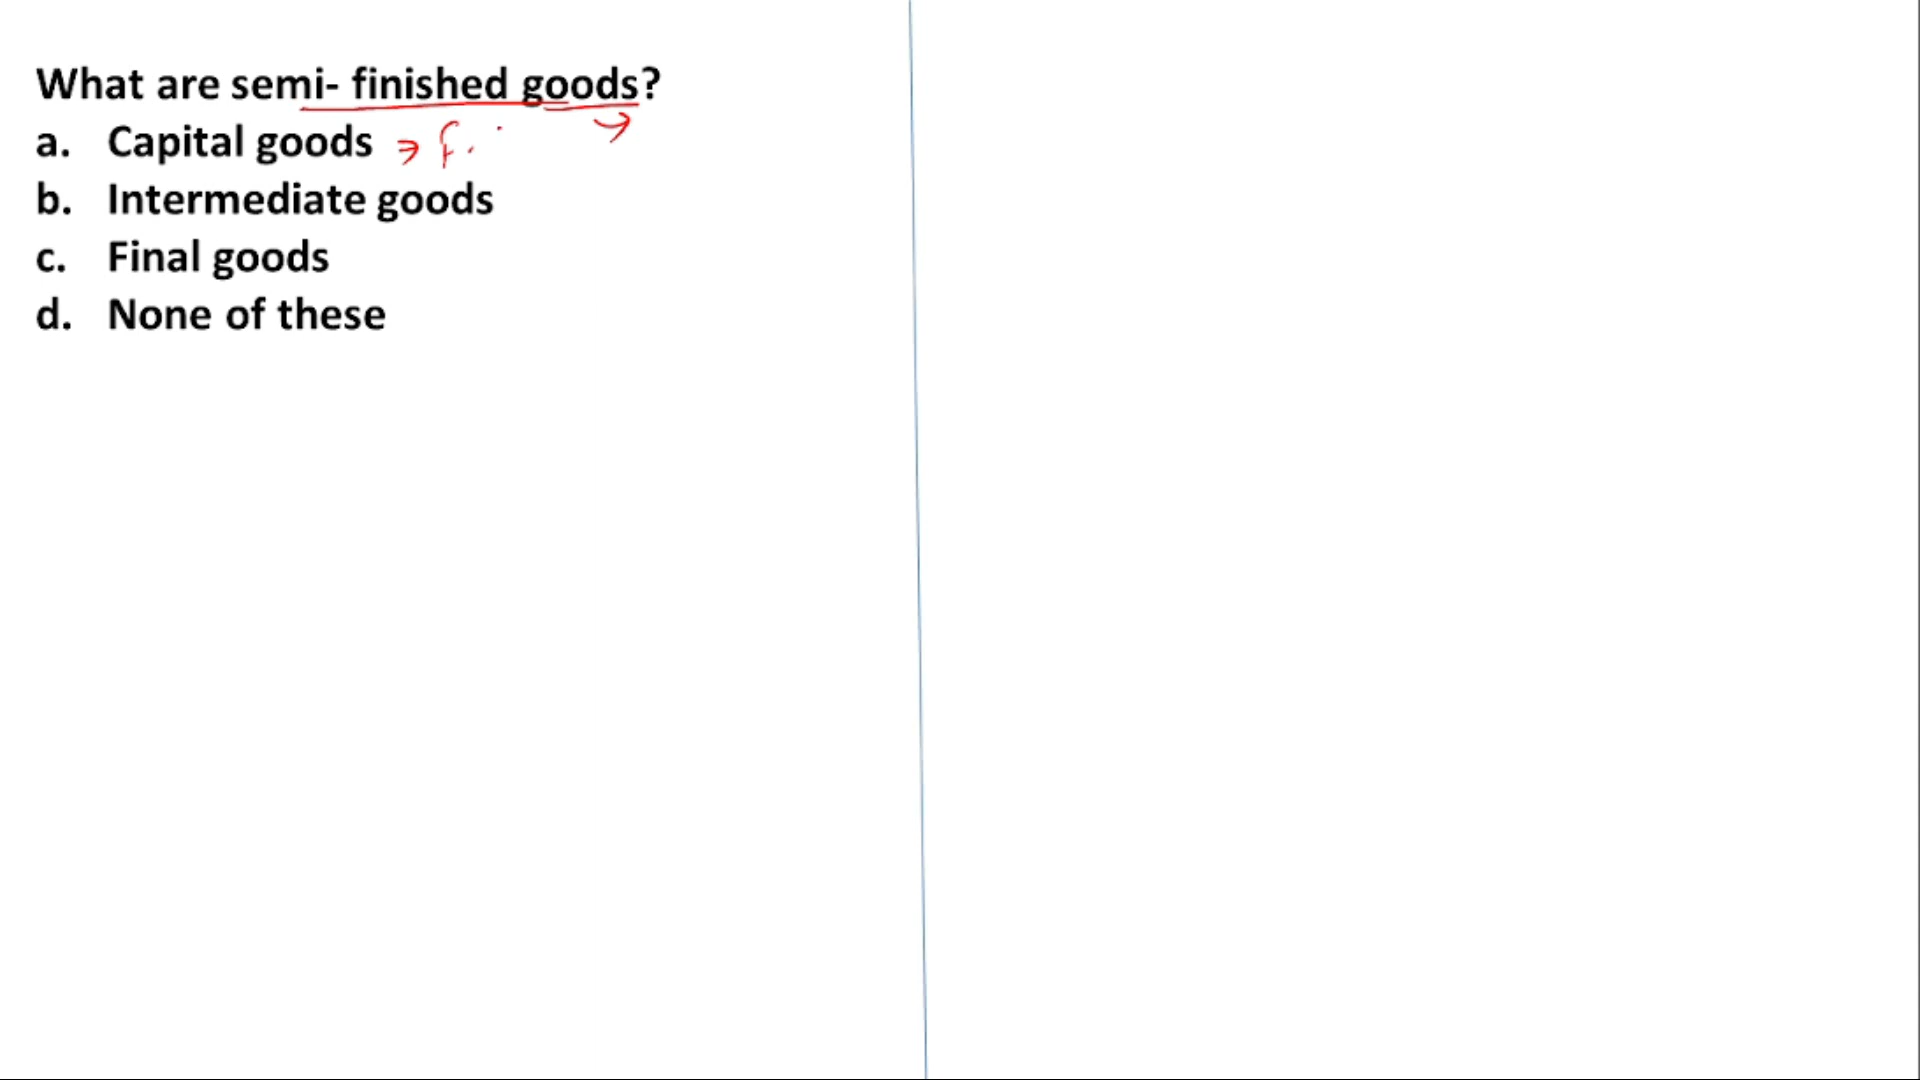 What are semi- finished goods?
a. Capital goods → f.
b. Intermediate goods
c. Final goods
d. None of these